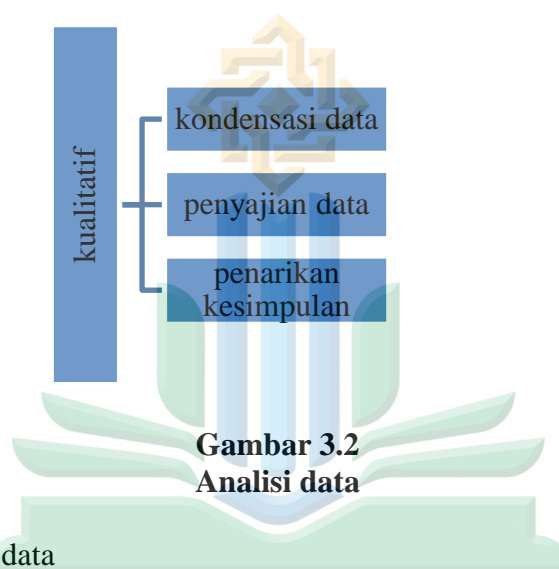 kualitatif
kondensasi data
penyajian data
penarikan
kesimpulan
Gambar 3.2
Analisi data
data